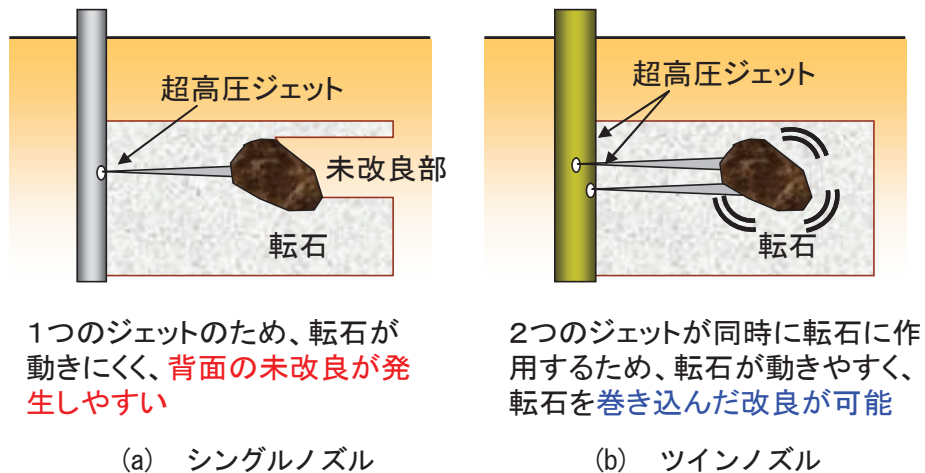 超高圧ジェット
未改良部
転石
1つのジェットのため、転石が
動きにくく、背面の未改良が発
生しやすい
(a) シングルノズル
超高圧ジェット
転石
2つのジェットが同時に転石に作
用するため、転石が動きやすく、
転石を巻き込んだ改良が可能
(b) ツインノズル